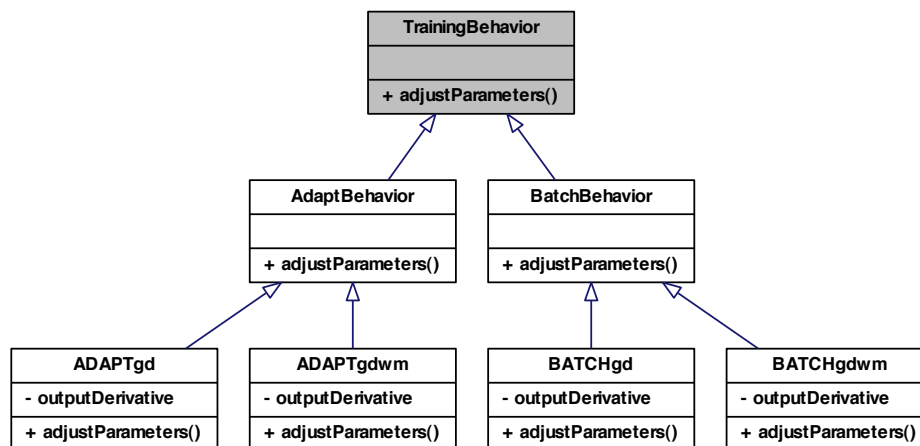 TrainingBehavior
+ adjustParameters()
AdaptBehavior
+ adjustParameters()
BatchBehavior
+ adjustParameters()
ADAPTgd
- outputDerivative
+ adjustParameters()
ADAPTgdwm
- outputDerivative
+ adjustParameters()
BATCHgd
- outputDerivative
+ adjustParameters()
BATCHgdwm
- outputDerivative
+ adjustParameters()